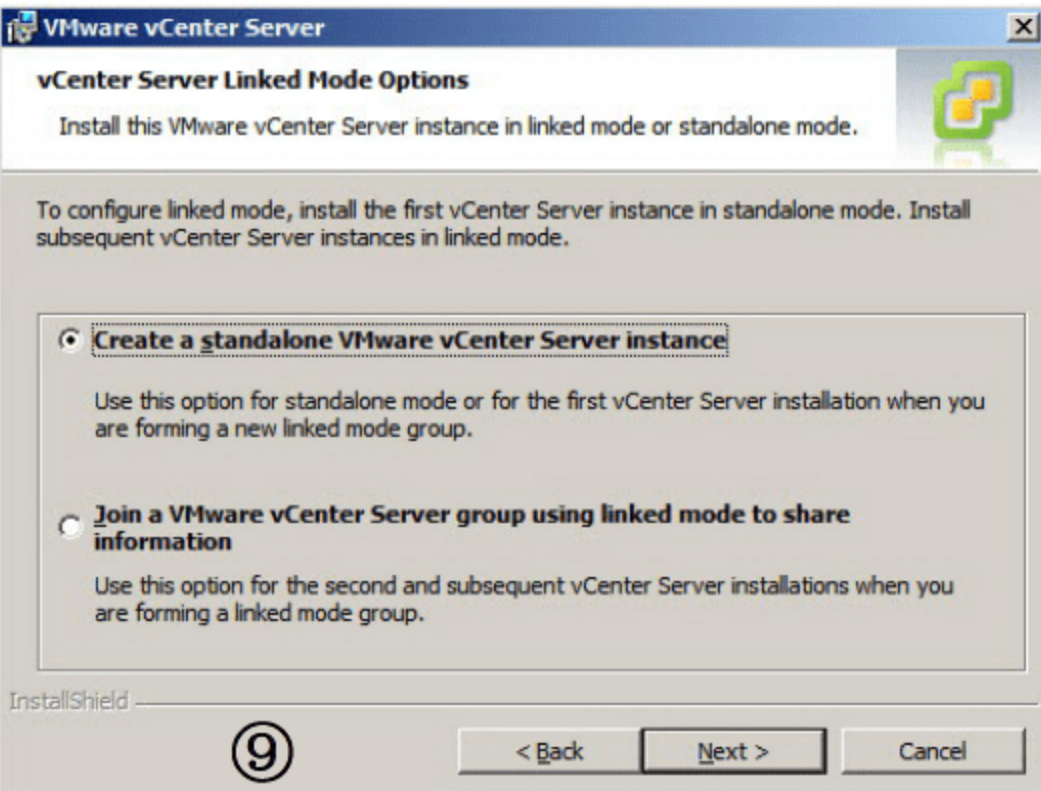 VMware vCenter Server
vCenter Server Linked Mode Options
Install this VMware vCenter Server instance in linked mode or standalone mode.
To configure linked mode, install the first vCenter Server instance in standalone mode. Install
subsequent vCenter Server instances in linked mode.
Create a standalone VMware vCenter Server instance
Use this option for standalone mode or for the first vCenter Server installation when you
are forming a new linked mode group.
Join a VMware vCenter Server group using linked mode to share
information
Use this option for the second and subsequent vCenter Server installations when you
are forming a linked mode group.
InstallShield
⑨
< Back
Next >
Cancel